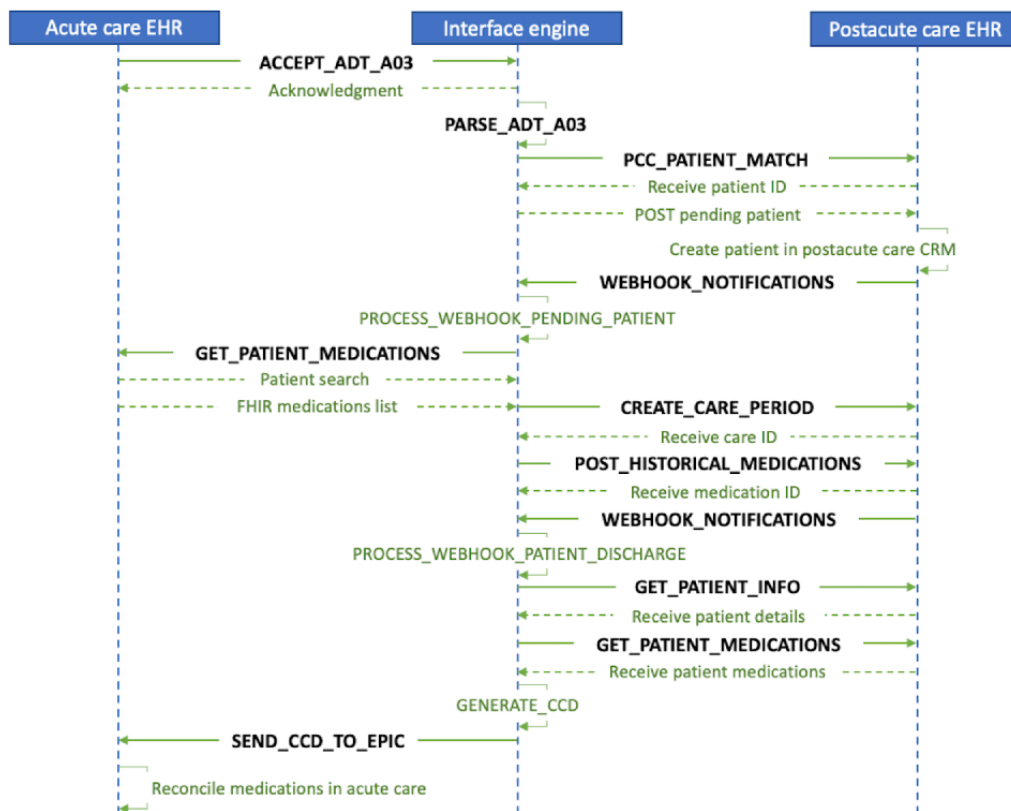 Acute care EHR
Interface engine
Postacute care EHR
ACCEPT_ADT_A03
Acknowledgment
PARSE_ADT_A03
PCC_PATIENT_MATCH
Receive patient ID
POST pending patient
Create patient in postacute care CRM
WEBHOOK_NOTIFICATIONS
PROCESS_WEBHOOK_PENDING_PATIENT
GET_PATIENT_MEDICATIONS
Patient search
FHIR medications list
CREATE_CARE_PERIOD
Receive care ID
POST_HISTORICAL_MEDICATIONS
Receive medication ID
WEBHOOK_NOTIFICATIONS
PROCESS_WEBHOOK_PATIENT_DISCHARGE
GET_PATIENT_INFO
Receive patient details
GET_PATIENT_MEDICATIONS
Receive patient medications
GENERATE_CCD
SEND_CCD_TO_EPIC
Reconcile medications in acute care